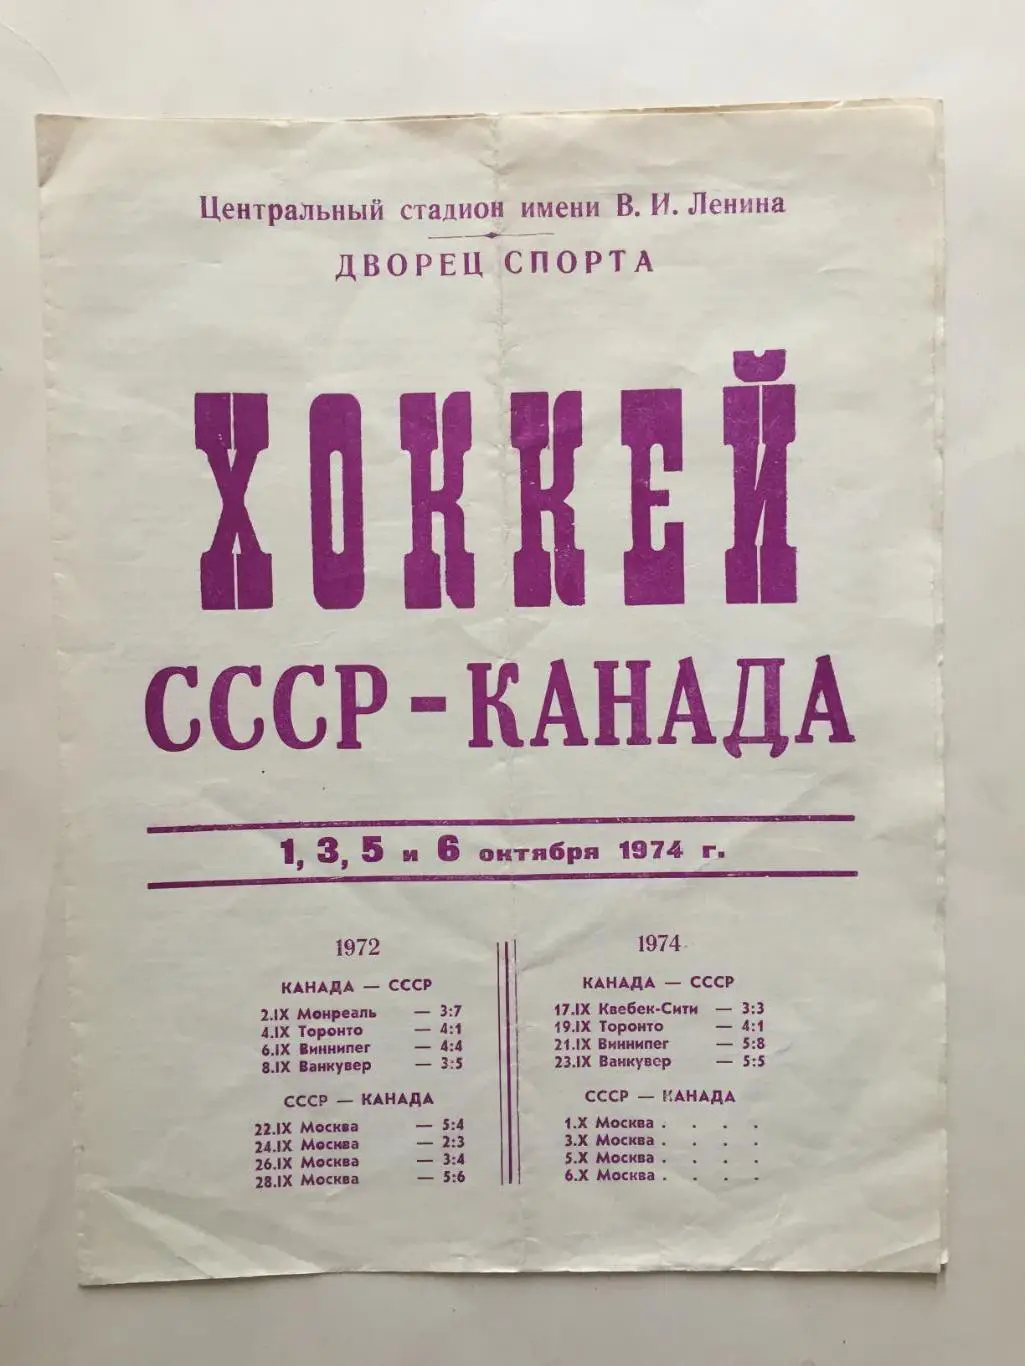 Центральный стадион имени В. И. Ленина
ДВОРЕЦ СПОРТА
ХОККЕЙ
СССР - КАНАДА
1, 3, 5 и 6 октября 1974 г.
1972
КАНАДА — СССР
2.IX Монреаль — 3:7
4.IX Торонто — 4:1
6.IX Виннипег — 4:4
8.IX Ванкувер — 3:5
СССР — КАНАДА
22.IX Москва — 5:4
24.IX Москва — 2:3
26.IX Москва — 3:4
28.IX Москва — 5:6
1974
КАНАДА — СССР
17.IX Квебек-Сити — 3:3
19.IX Торонто — 4:1
21.IX Виннипег — 5:8
23.IX Ванкувер — 5:5
СССР — КАНАДА
1.X Москва . . . .
3.X Москва . . . .
5.X Москва . . . .
6.X Москва . . . .